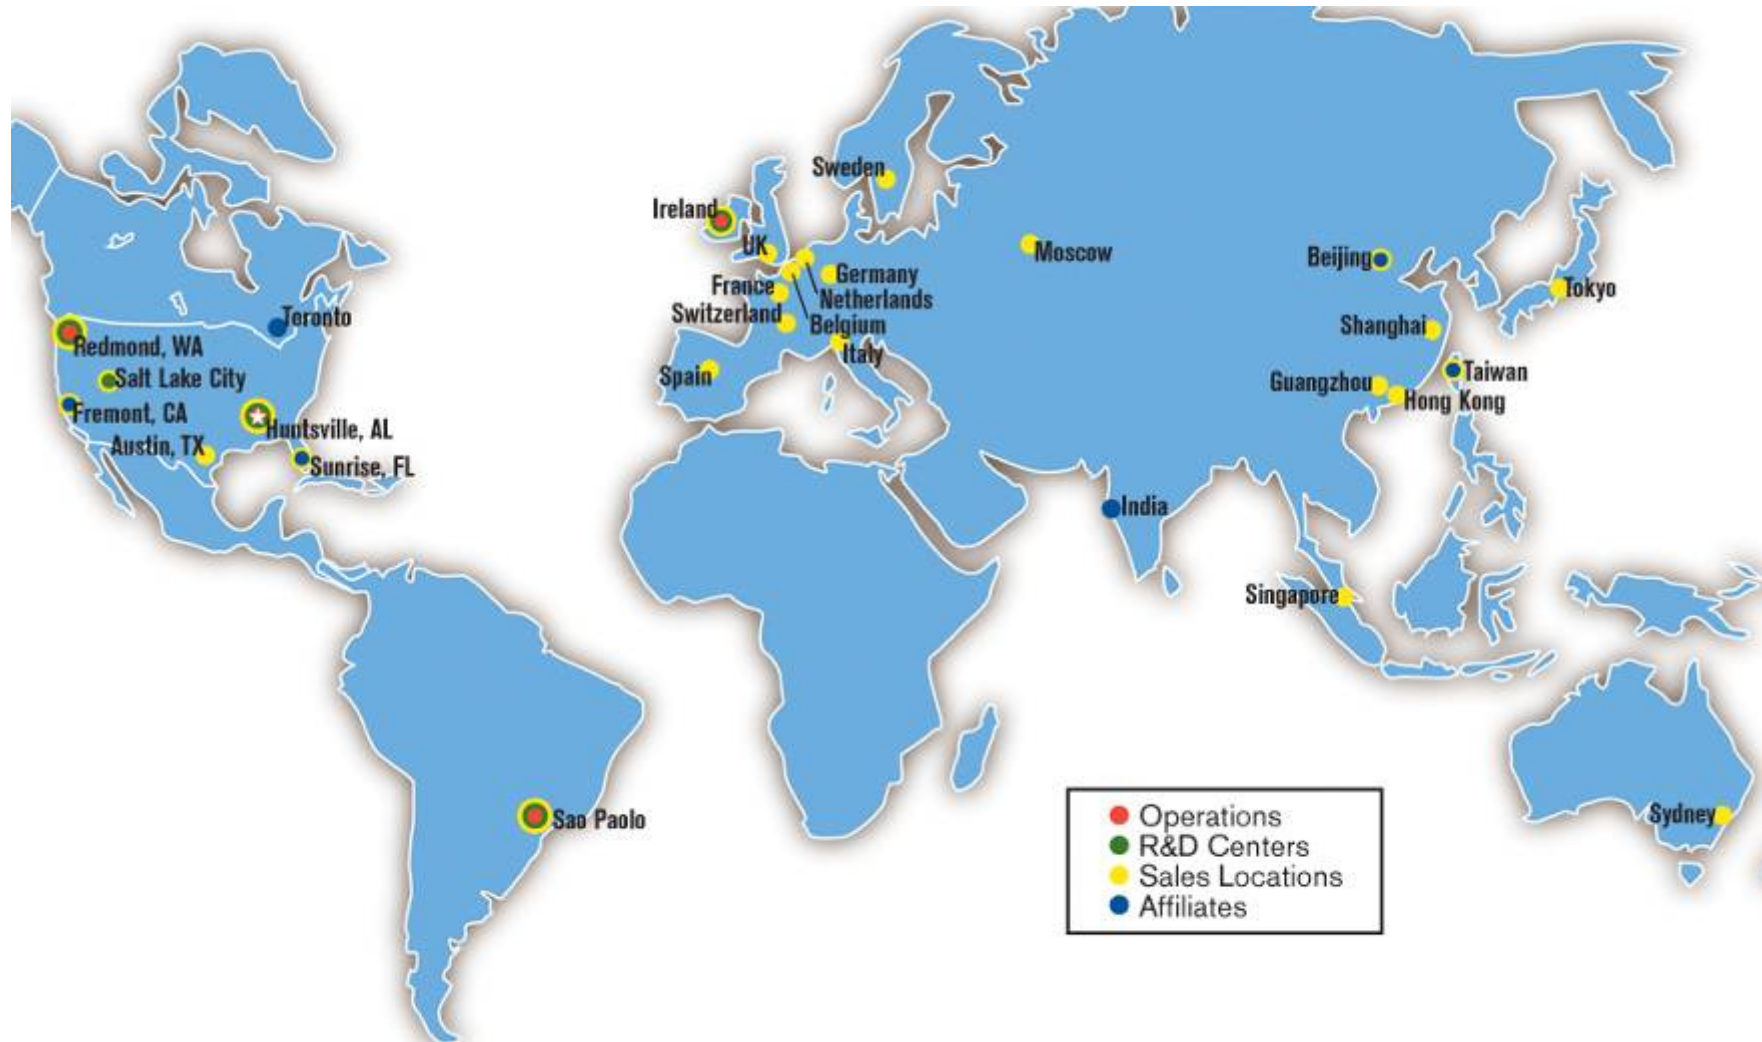 Sweden
Ireland
UK
Moscow
Beijing
Germany
France
Tokyo
Netherlands
Switzerland
Toronto
Belgium
Shanghai
Redmond, WA
Italy
Spain
Taiwan
Salt Lake City
Guangzhou
Hong Kong
Fremont, CA
Huntsville, AL
Austin, TX
Sunrise, FL
India
Singapore
Sao Paolo
Sydney
Operations
R&D Centers
Sales Locations
Affiliates